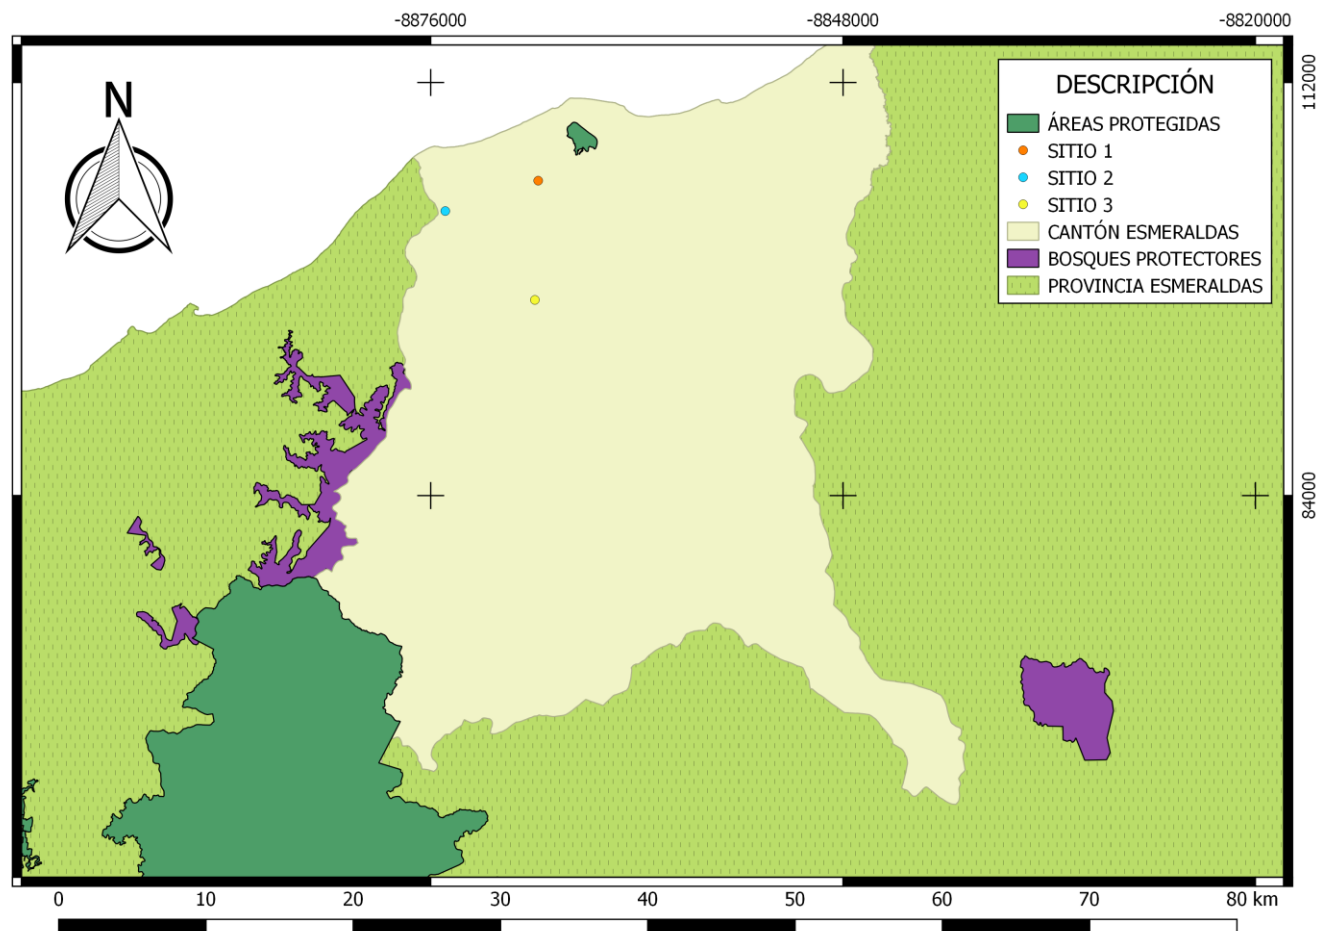 -8876000 -8848000 -8820000
N
DESCRIPCIÓN
ÁREAS PROTEGIDAS
SITIO 1
SITIO 2
SITIO 3
CANTÓN ESMERALDAS
BOSQUES PROTECTORES
PROVINCIA ESMERALDAS
112000
84000
0 10 20 30 40 50 60 70 80 km